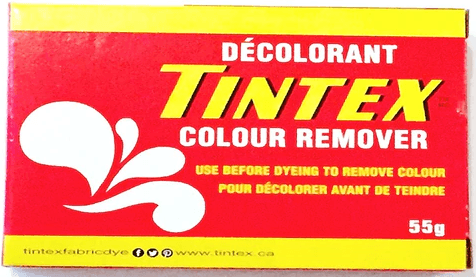 DÉCOLORANT
TINTEX
COLOUR REMOVER
USE BEFORE DYEING TO REMOVE COLOUR
POUR DÉCOLORER AVANT DE TEINDRE
55g
tintexfabricdye www.tintex.ca